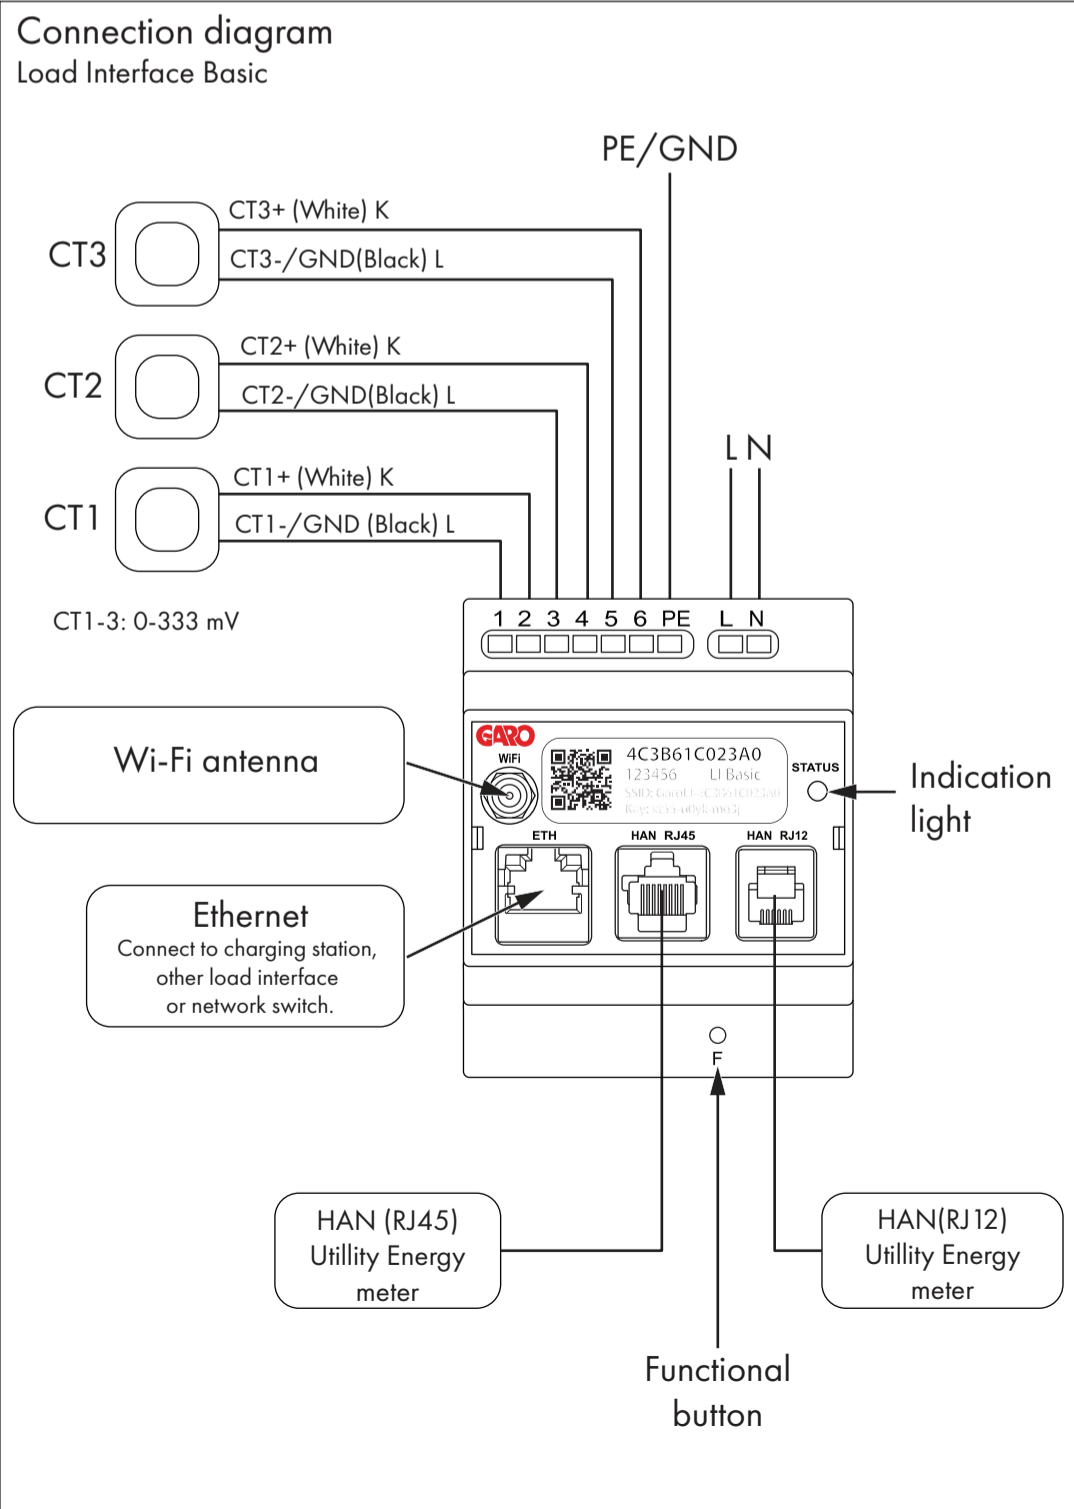 Connection diagram
Load Interface Basic
PE/GND
CT3
CT3+ (White) K
CT3-/GND(Black) L
CT2
CT2+ (White) K
CT2-/GND(Black) L
L N
CT1
CT1+ (White) K
CT1-/GND (Black) L
CT1-3: 0-333 mV
1 2 3 4 5 6 PE L N
Wi-Fi antenna
GARO
WiFi
4C3B61C023A0
123456 LI Basic
SSID:
Key:
STATUS
Indication
light
ETH
HAN RJ45
HAN RJ12
Ethernet
Connect to charging station,
other load interface
or network switch.
F
HAN (RJ45)
Utillity Energy
meter
HAN(RJ12)
Utillity Energy
meter
Functional
button